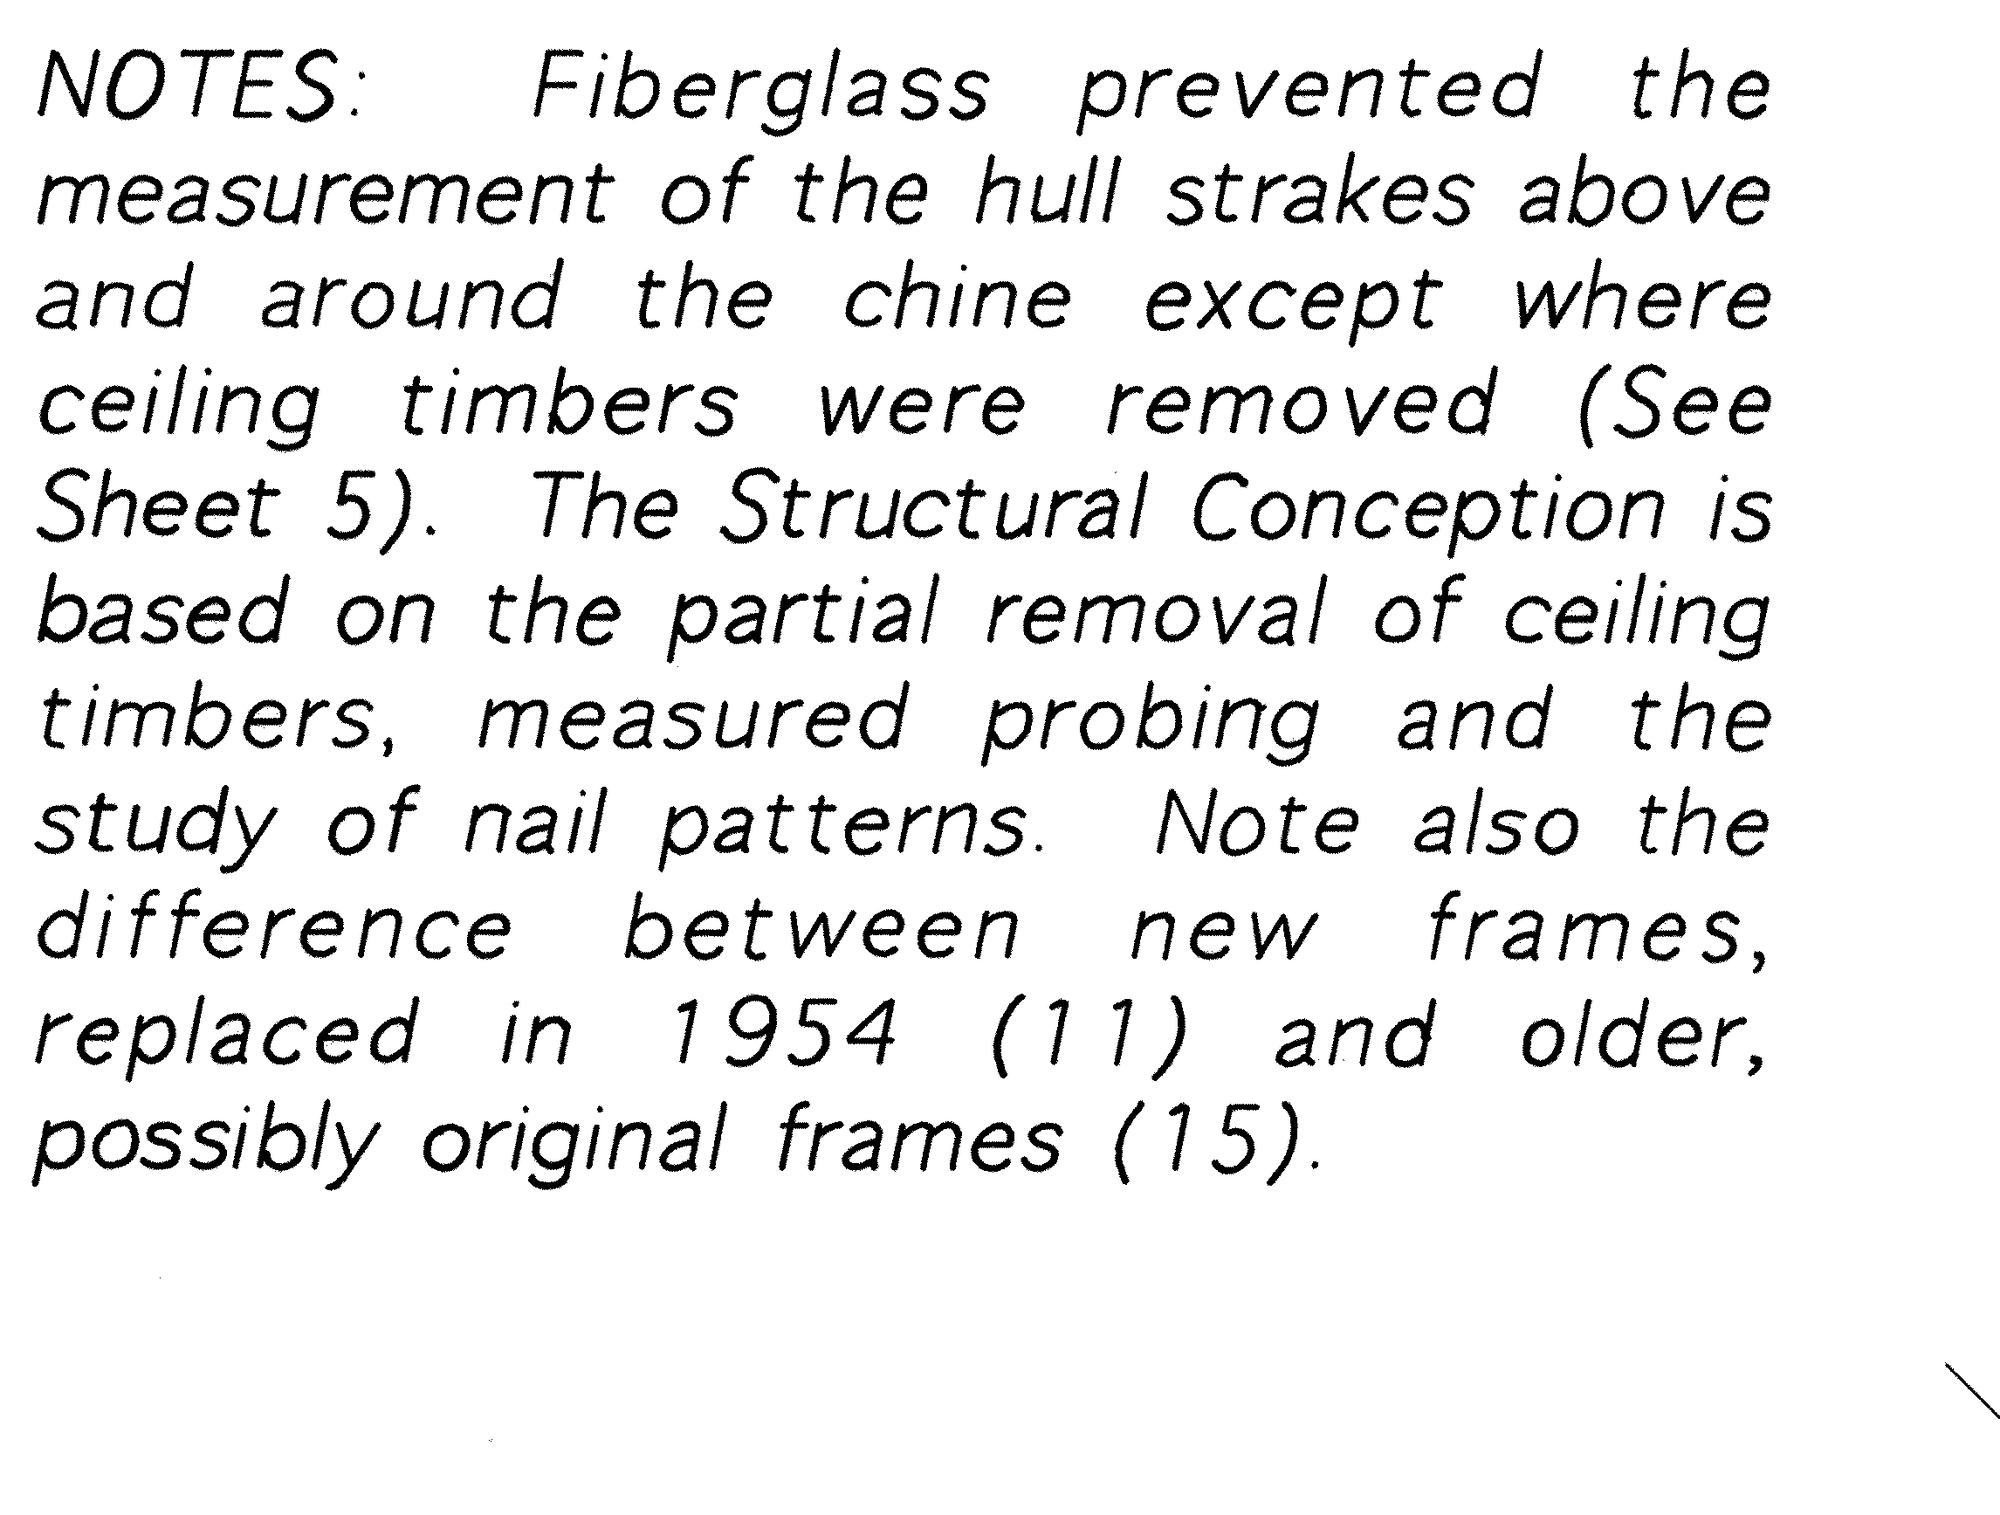 NOTES: Fiberglass prevented the
measurement of the hull strakes above
and around the chine except where
ceiling timbers were removed (See
Sheet 5). The Structural Conception is
based on the partial removal of ceiling
timbers, measured probing and the
study of nail patterns. Note also the
difference between new frames,
replaced in 1954 (11) and older,
possibly original frames (15).